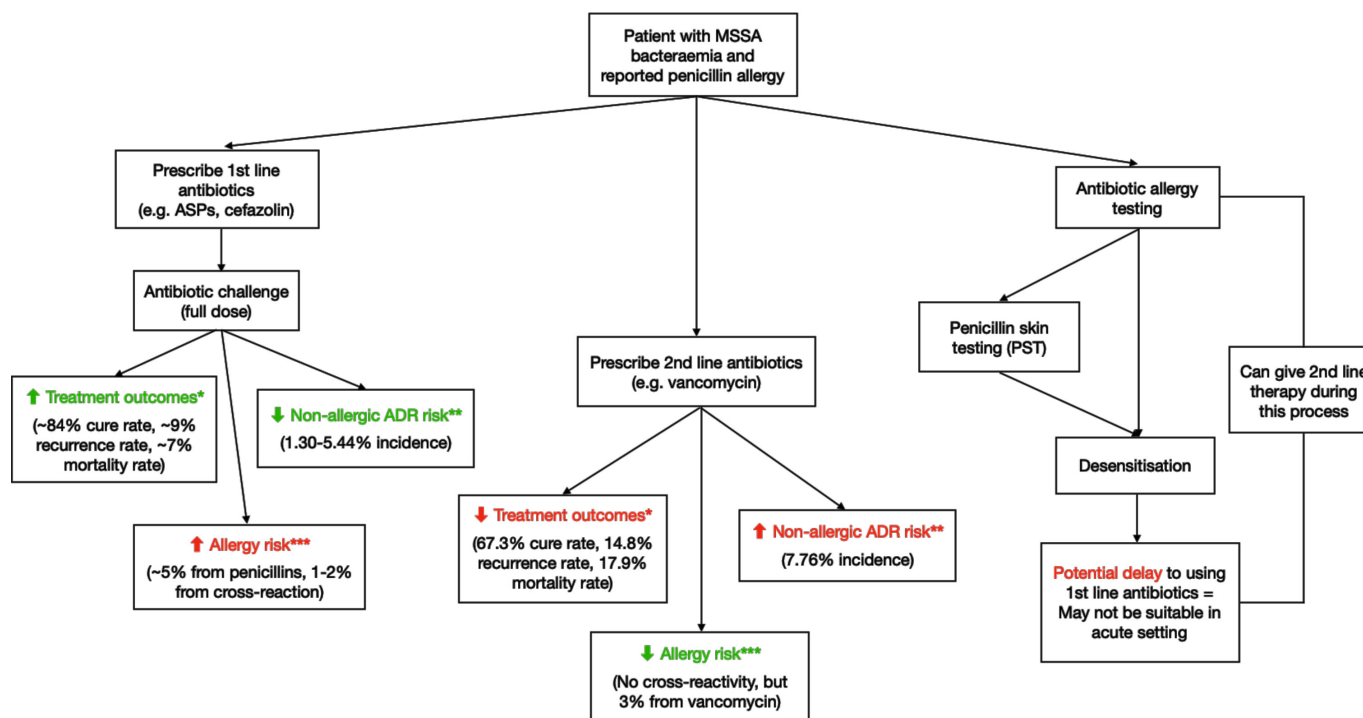 Patient with MSSA
bacteraemia and
reported penicillin allergy
Prescribe 1st line
antibiotics
(e.g. ASPs, cefazolin)
Antibiotic challenge
(full dose)
⬆ Treatment outcomes*
(~84% cure rate, ~9%
recurrence rate, ~7%
mortality rate)
⬇ Non-allergic ADR risk**
(1.30-5.44% incidence)
⬆ Allergy risk***
(~5% from penicillins, 1-2%
from cross-reaction)
Prescribe 2nd line antibiotics
(e.g. vancomycin)
⬇ Treatment outcomes*
(67.3% cure rate, 14.8%
recurrence rate, 17.9%
mortality rate)
⬆ Non-allergic ADR risk**
(7.76% incidence)
⬇ Allergy risk***
(No cross-reactivity, but
3% from vancomycin)
Antibiotic allergy
testing
Penicillin skin
testing (PST)
Desensitisation
Potential delay to using
1st line antibiotics =
May not be suitable in
acute setting
Can give 2nd line
therapy during
this process